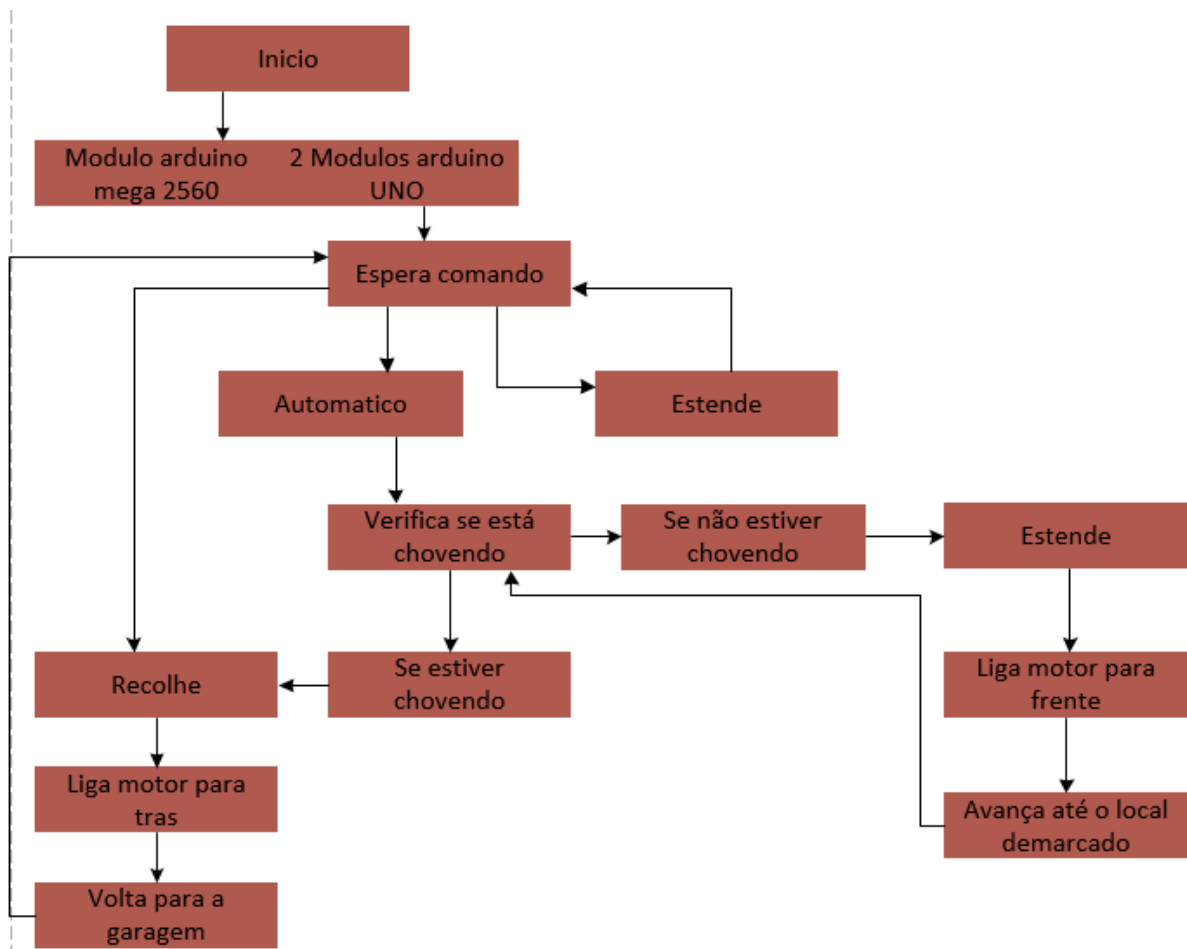 Inicio
Modulo arduino
mega 2560
2 Modulos arduino
UNO
Espera comando
Automatico
Estende
Verifica se está
chovendo
Se não estiver
chovendo
Estende
Recolhe
Se estiver
chovendo
Liga motor para
frente
Liga motor para
tras
Avança até o local
demarcado
Volta para a
garagem